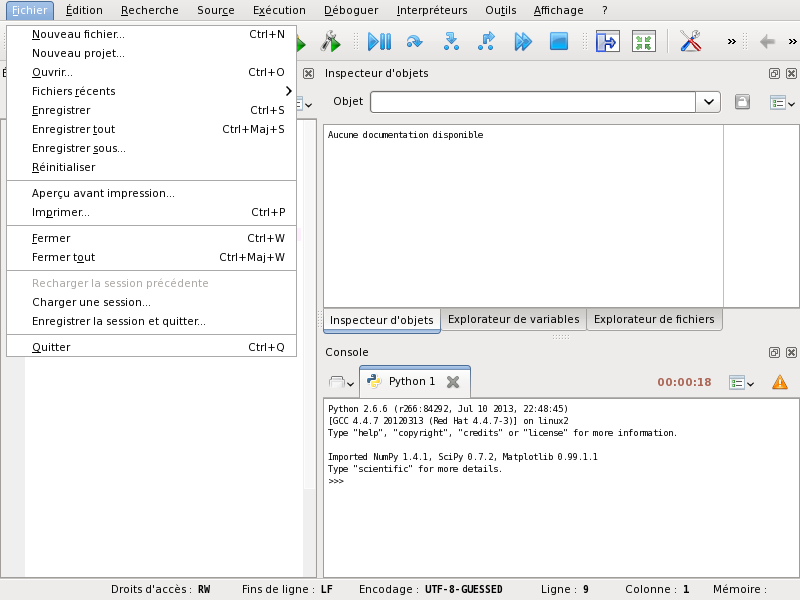 Fichier Édition Recherche Source Exécution Déboguer Interpréteurs Outils Affichage ?
Nouveau fichier... Ctrl+N
Nouveau projet...
Ouvrir... Ctrl+O
Fichiers récents
Enregistrer Ctrl+S
Enregistrer tout Ctrl+Maj+S
Enregistrer sous...
Réinitialiser
Aperçu avant impression...
Imprimer... Ctrl+P
Fermer Ctrl+W
Fermer tout Ctrl+Maj+W
Recharger la session précédente
Charger une session...
Enregistrer la session et quitter...
Quitter Ctrl+Q
Inspecteur d'objets
Objet
Aucune documentation disponible
Inspecteur d'objets Explorateur de variables Explorateur de fichiers
Console
Python 1 00:00:18
Python 2.6.6 (r266:84292, Jul 10 2013, 22:48:45)
[GCC 4.4.7 20120313 (Red Hat 4.4.7-3)] on linux2
Type "help", "copyright", "credits" or "license" for more information.
Imported NumPy 1.4.1, SciPy 0.7.2, Matplotlib 0.99.1.1
Type "scientific" for more details.
>>>
Droits d'accès : RW Fins de ligne : LF Encodage : UTF-8-GUESSED Ligne : 9 Colonne : 1 Mémoire :